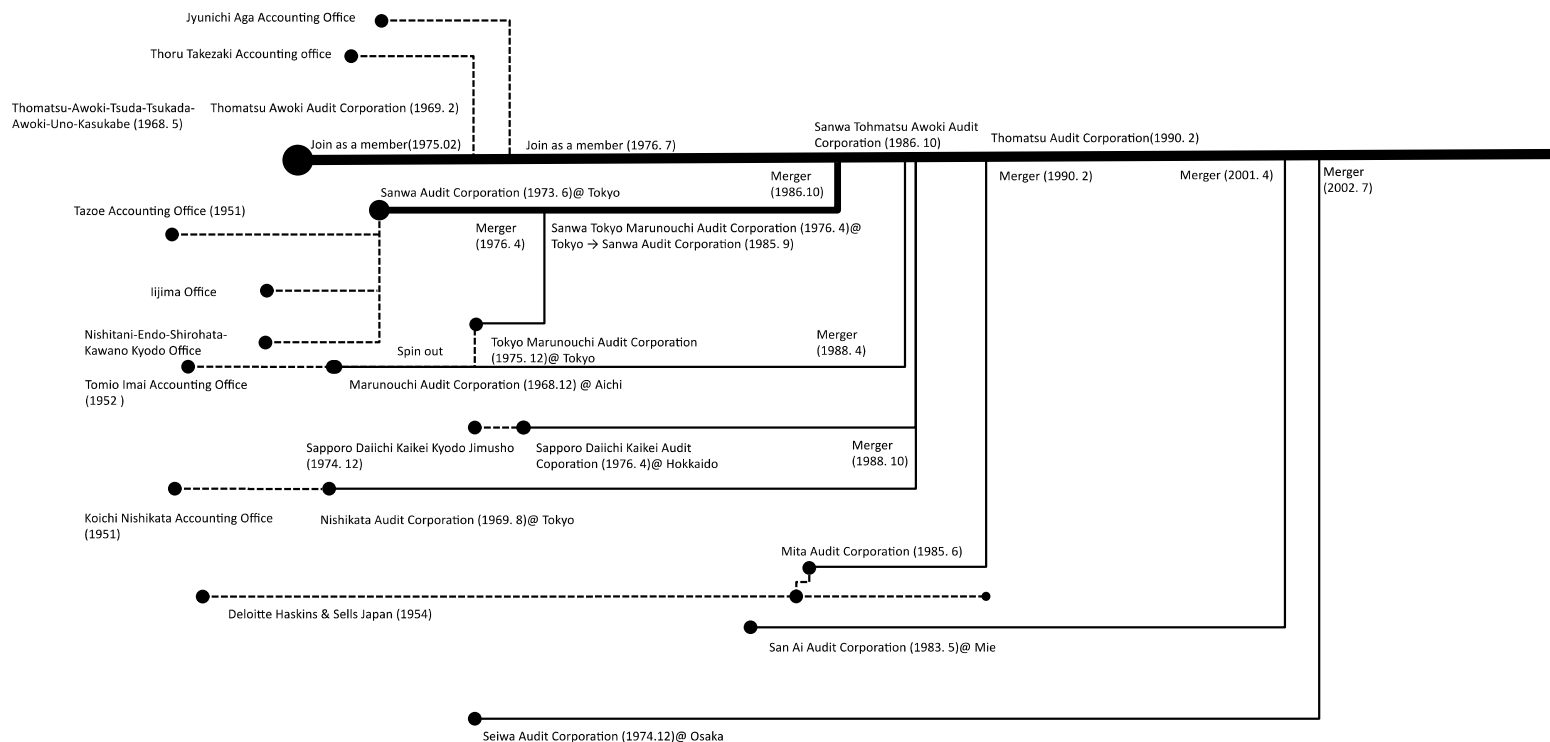 Jyunichi Aga Accounting Office
Thoru Takezaki Accounting office
Thomatsu-Awoki-Tsuda-Tsukada-
Awoki-Uno-Kasukabe (1968. 5)
Thomatsu Awoki Audit Corporation (1969. 2)
Join as a member(1975.02)
Join as a member (1976. 7)
Sanwa Tohmatsu Awoki Audit
Corporation (1986. 10)
Thomatsu Audit Corporation(1990. 2)
Merger
(1986.10)
Merger (1990. 2)
Merger (2001. 4)
Merger
(2002. 7)
Sanwa Audit Corporation (1973. 6)@ Tokyo
Tazoe Accounting Office (1951)
Merger
(1976. 4)
Sanwa Tokyo Marunouchi Audit Corporation (1976. 4)@
Tokyo → Sanwa Audit Corporation (1985. 9)
Iijima Office
Nishitani-Endo-Shirohata-
Kawano Kyodo Office
Spin out
Tokyo Marunouchi Audit Corporation
(1975. 12)@ Tokyo
Merger
(1988. 4)
Tomio Imai Accounting Office
(1952 )
Marunouchi Audit Corporation (1968.12) @ Aichi
Sapporo Daiichi Kaikei Kyodo Jimusho
(1974. 12)
Sapporo Daiichi Kaikei Audit
Coporation (1976. 4)@ Hokkaido
Merger
(1988. 10)
Koichi Nishikata Accounting Office
(1951)
Nishikata Audit Corporation (1969. 8)@ Tokyo
Mita Audit Corporation (1985. 6)
Deloitte Haskins & Sells Japan (1954)
San Ai Audit Corporation (1983. 5)@ Mie
Seiwa Audit Corporation (1974.12)@ Osaka